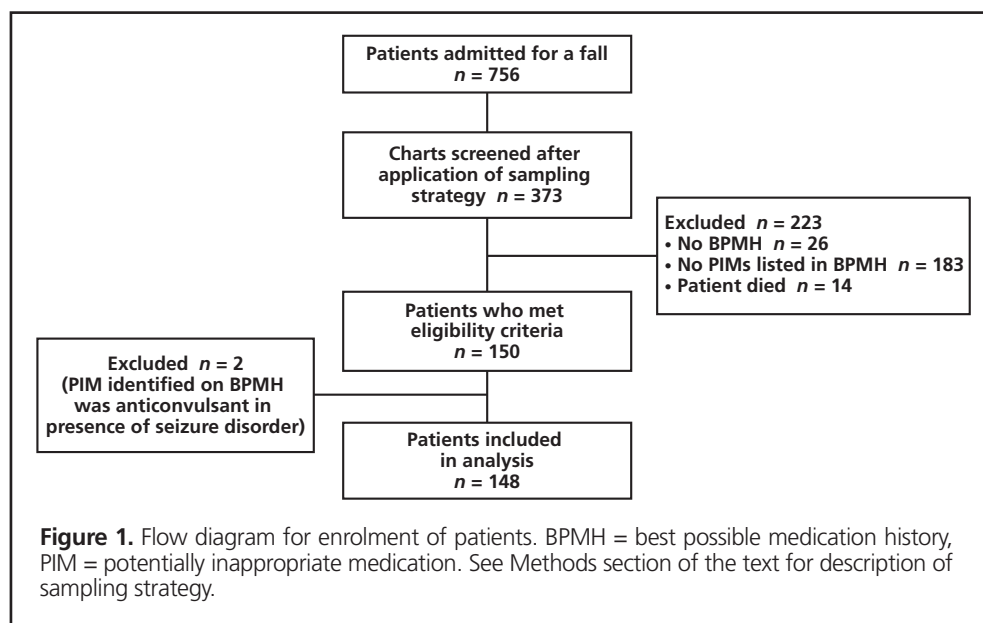 Patients admitted for a fall
n = 756
Charts screened after
application of sampling
strategy n = 373
Excluded n = 223
• No BPMH n = 26
• No PIMs listed in BPMH n = 183
• Patient died n = 14
Patients who met
eligibility criteria
n = 150
Excluded n = 2
(PIM identified on BPMH
was anticonvulsant in
presence of seizure disorder)
Patients included
in analysis
n = 148
Figure 1. Flow diagram for enrolment of patients. BPMH = best possible medication history,
PIM = potentially inappropriate medication. See Methods section of the text for description of
sampling strategy.